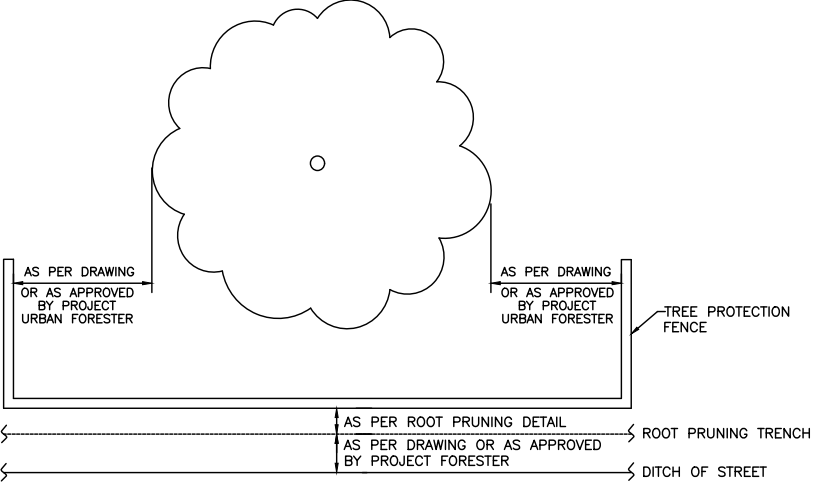 AS PER DRAWING
OR AS APPROVED
BY PROJECT
URBAN FORESTER
AS PER DRAWING
OR AS APPROVED
BY PROJECT
URBAN FORESTER
TREE PROTECTION
FENCE
AS PER ROOT PRUNING DETAIL
ROOT PRUNING TRENCH
AS PER DRAWING OR AS APPROVED
BY PROJECT FORESTER
DITCH OF STREET